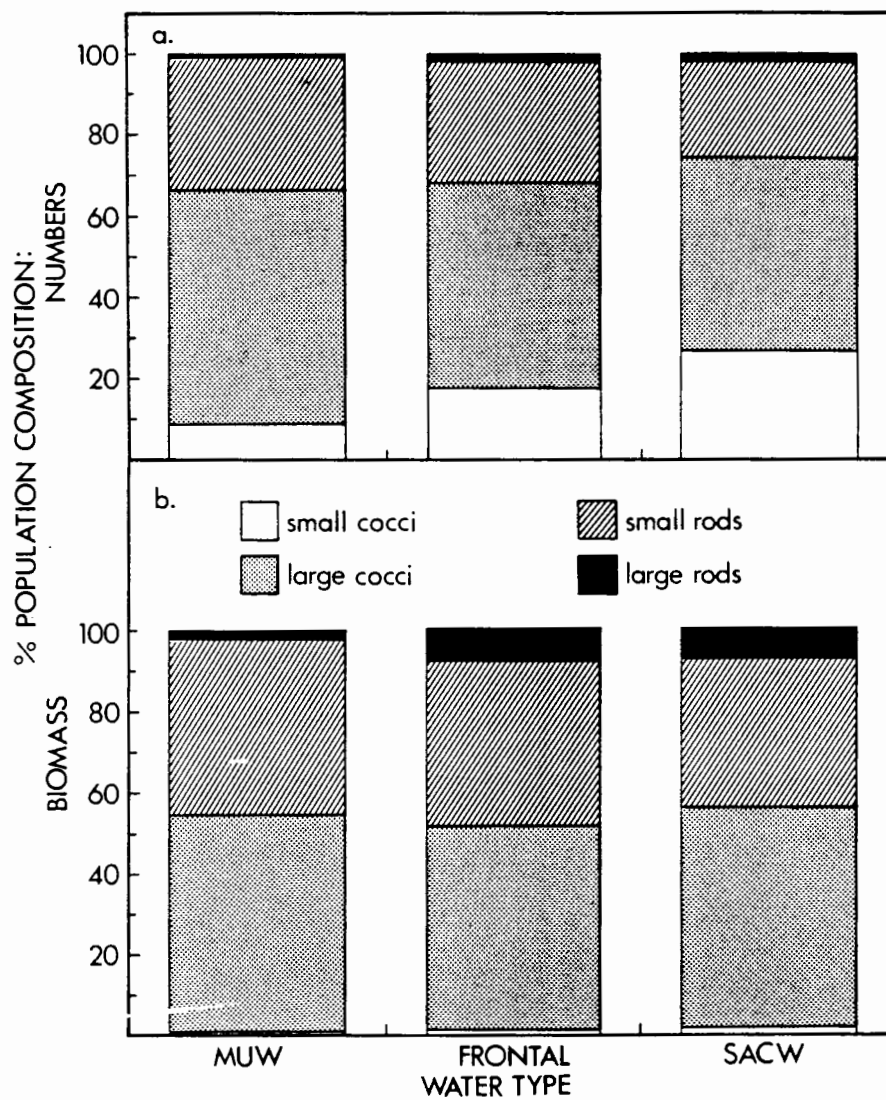 % POPULATION COMPOSITION:
NUMBERS
a.
100
80
60
40
20
b.
small cocci
small rods
large cocci
large rods
BIOMASS
100
80
60
40
20
MUW
FRONTAL
SACW
WATER TYPE